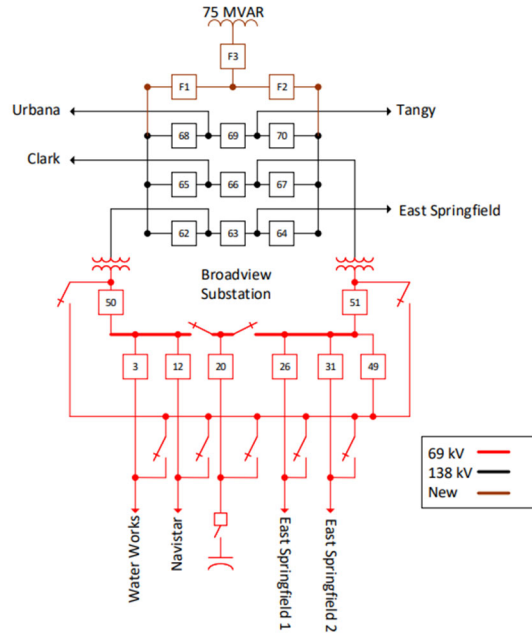 75 MVAR
F3
F1
F2
Urbana
Tangy
68
69
70
Clark
65
66
67
East Springfield
62
63
64
Broadview
Substation
50
51
3
12
20
26
31
49
69 kV
138 kV
New
Water Works
Navistar
East Springfield 1
East Springfield 2